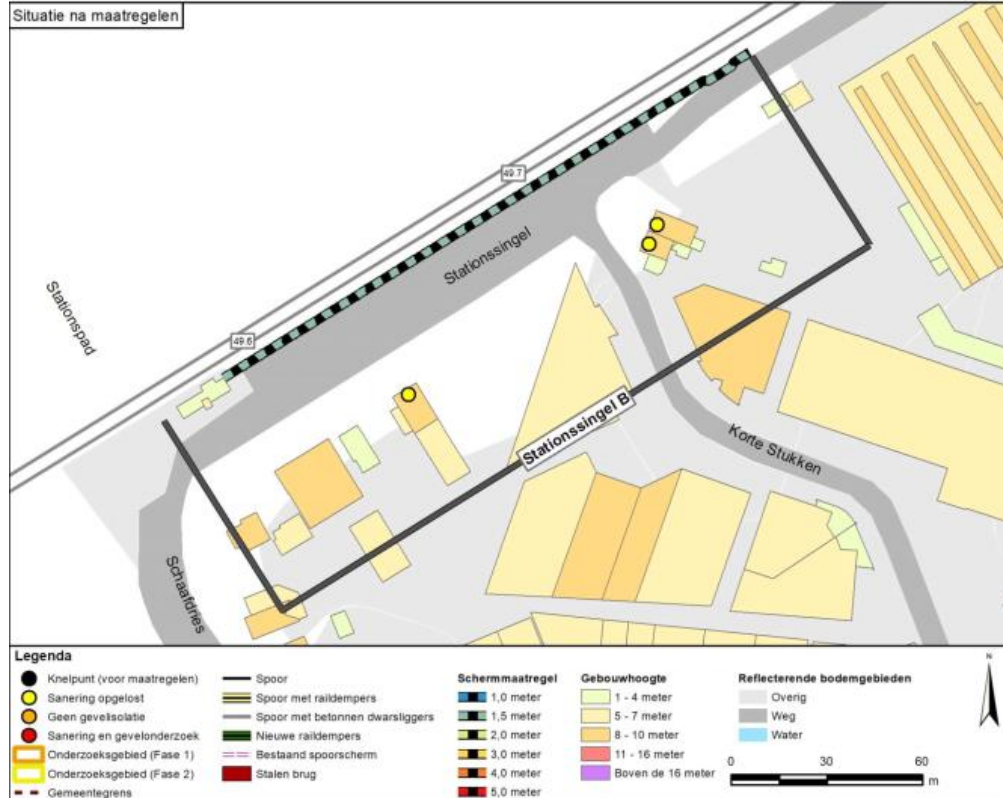 Situatie na maatregelen
49.7
Stationssingel
Stationspad
49.6
Stationssingel B
Korte Stukken
Schaafdries
Legenda
Knelpunt (voor maatregelen)
Sanering opgelost
Geen gevelisolatie
Sanering en gevelonderzoek
Onderzoeksgebied (Fase 1)
Onderzoeksgebied (Fase 2)
Gemeentegrens
Spoor
Spoor met raildempers
Spoor met betonnen dwarsliggers
Nieuwe raildempers
Bestaand spoorscherm
Stalen brug
Schermmaatregel
1,0 meter
1,5 meter
2,0 meter
3,0 meter
4,0 meter
5,0 meter
Gebouwhoogte
1 - 4 meter
5 - 7 meter
8 - 10 meter
11 - 16 meter
Boven de 16 meter
Reflecterende bodemgebieden
Overig
Weg
Water
N
0 30 60
m